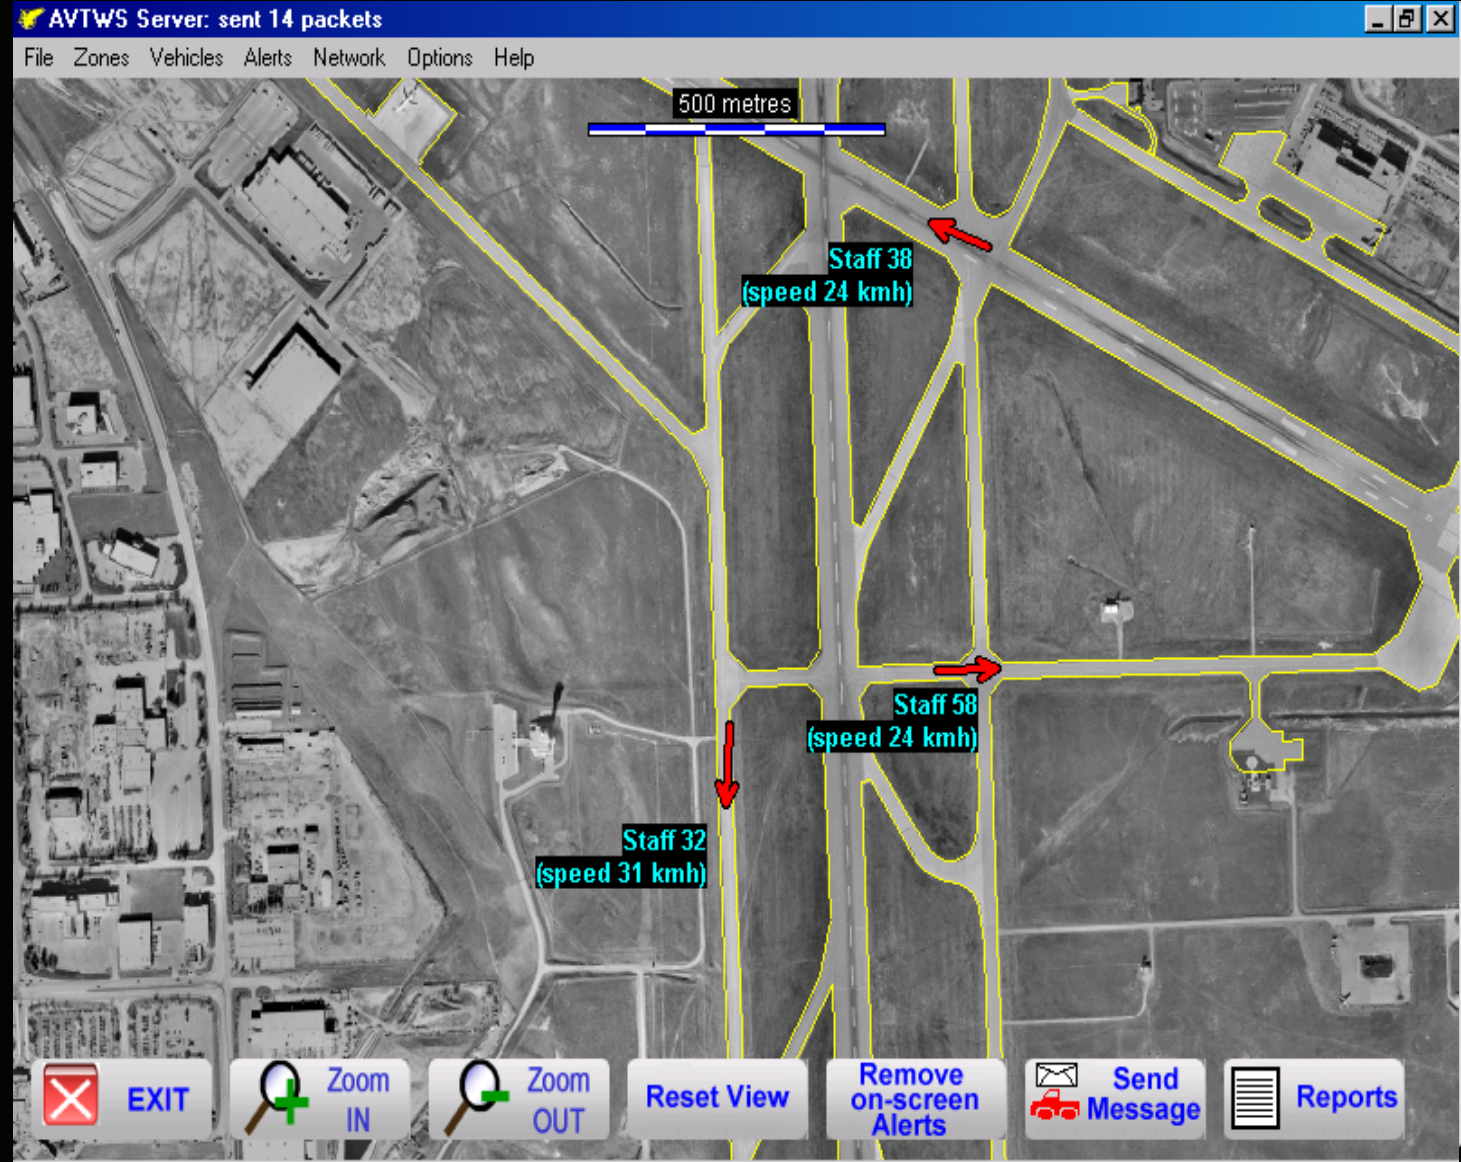 AVTWS Server: sent 14 packets
File Zones Vehicles Alerts Network Options Help
500 metres
Staff 38
(speed 24 kmh)
Staff 58
(speed 24 kmh)
Staff 32
(speed 31 kmh)
EXIT
Zoom
IN
Zoom
OUT
Reset View
Remove
on-screen
Alerts
Send
Message
Reports